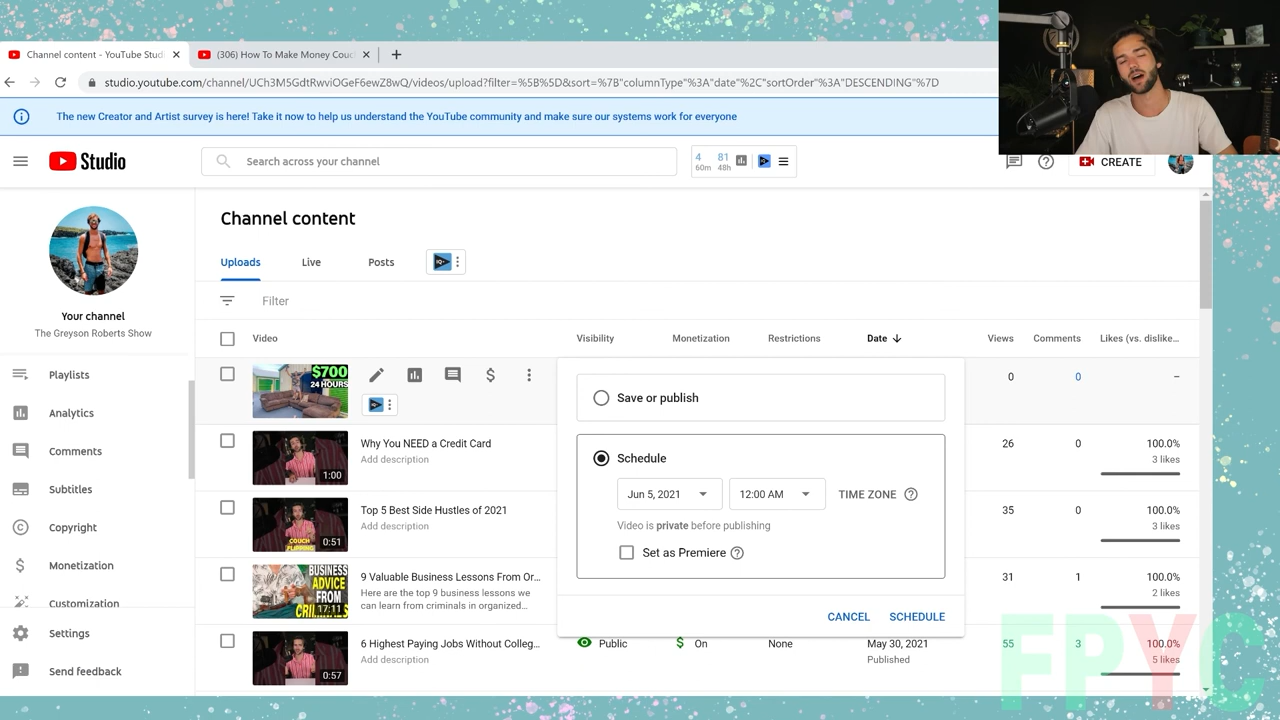 Channel content - YouTube Studi
(306) How To Make Money Couc
studio.youtube.com/channel/UCh3M5GdtRwviOGeF6ewZ8wQ/videos/upload?filter=%5B%5D&sort=%7B"columnType"%3A"date"%2C"sortOrder"%3A"DESCENDING"%7D
The new Creator and Artist survey is here! Take it now to help us understand the YouTube community and make sure our systems work for everyone
Studio
Search across your channel
4 81
60m 48h
CREATE
Channel content
Uploads Live Posts
Filter
Your channel
The Greyson Roberts Show
Playlists
Analytics
Comments
Subtitles
Copyright
Monetization
Customization
Settings
Send feedback
Video Visibility Monetization Restrictions Date Views Comments Likes (vs. dislike...
$700
24 HOURS
0 0 –
Save or publish
Schedule
Jun 5, 2021 12:00 AM TIME ZONE
Video is private before publishing
Set as Premiere
CANCEL SCHEDULE
Why You NEED a Credit Card
Add description
1:00
26 0 100.0%
3 likes
Top 5 Best Side Hustles of 2021
Add description
COUCH
FLIPPING
0:51
35 0 100.0%
3 likes
9 Valuable Business Lessons From Or...
Here are the top 9 business lessons we
can learn from criminals in organized...
BUSINESS
ADVICE
FROM
CRIMINALS
17:11
31 1 100.0%
2 likes
6 Highest Paying Jobs Without Colleg...
Add description
0:57
Public On None May 30, 2021
Published
55 3 100.0%
5 likes
FPYC